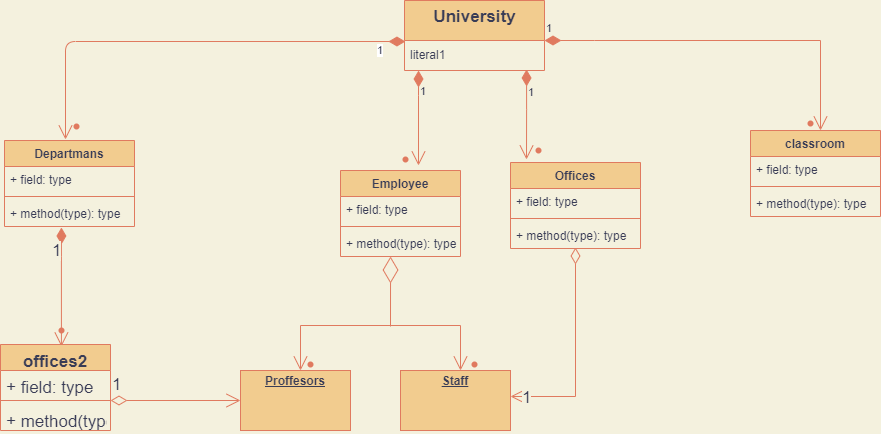 University
literal1
1
1
1
1
Departmans
+ field: type
+ method(type): type
Employee
+ field: type
+ method(type): type
Offices
+ field: type
+ method(type): type
classroom
+ field: type
+ method(type): type
1
offices2
+ field: type
+ method(typ
1
Proffesors
Staff
1